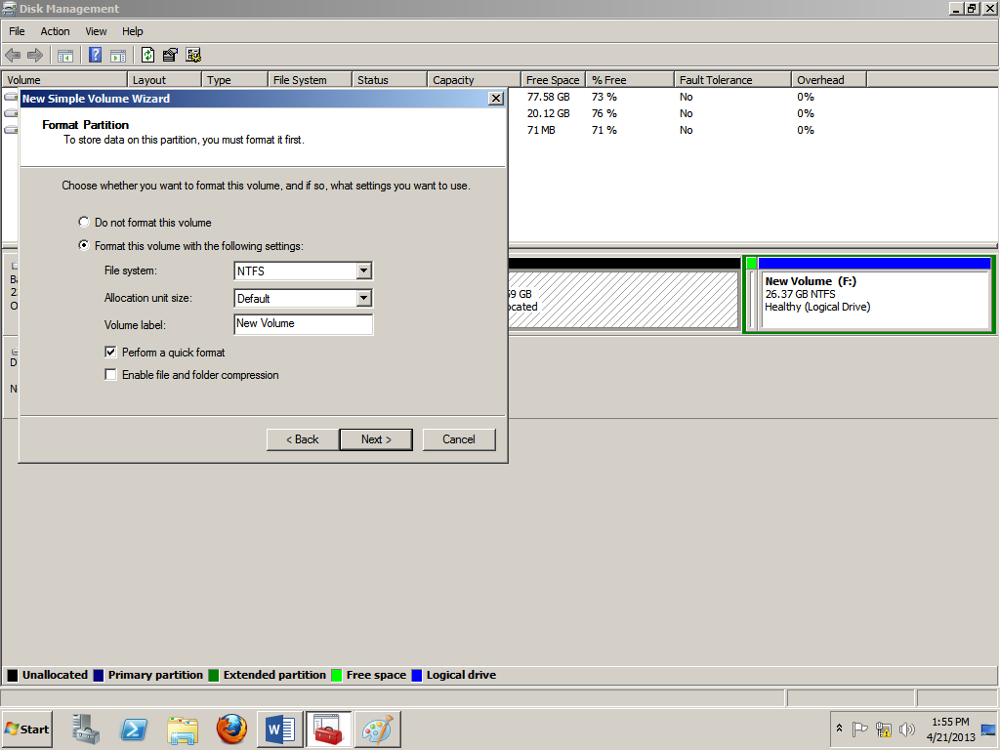 Disk Management
File Action View Help
Volume Layout Type File System Status Capacity Free Space % Free Fault Tolerance Overhead
77.58 GB 73 % No 0%
20.12 GB 76 % No 0%
71 MB 71 % No 0%
New Simple Volume Wizard
Format Partition
To store data on this partition, you must format it first.
Choose whether you want to format this volume, and if so, what settings you want to use.
Do not format this volume
Format this volume with the following settings:
File system: NTFS
Allocation unit size: Default
Volume label: New Volume
Perform a quick format
Enable file and folder compression
< Back Next > Cancel
Ba
D
N
GB
New Volume (F:)
26.37 GB NTFS
Healthy (Logical Drive)
Unallocated Primary partition Extended partition Free space Logical drive
Start
1:55 PM
4/21/2013